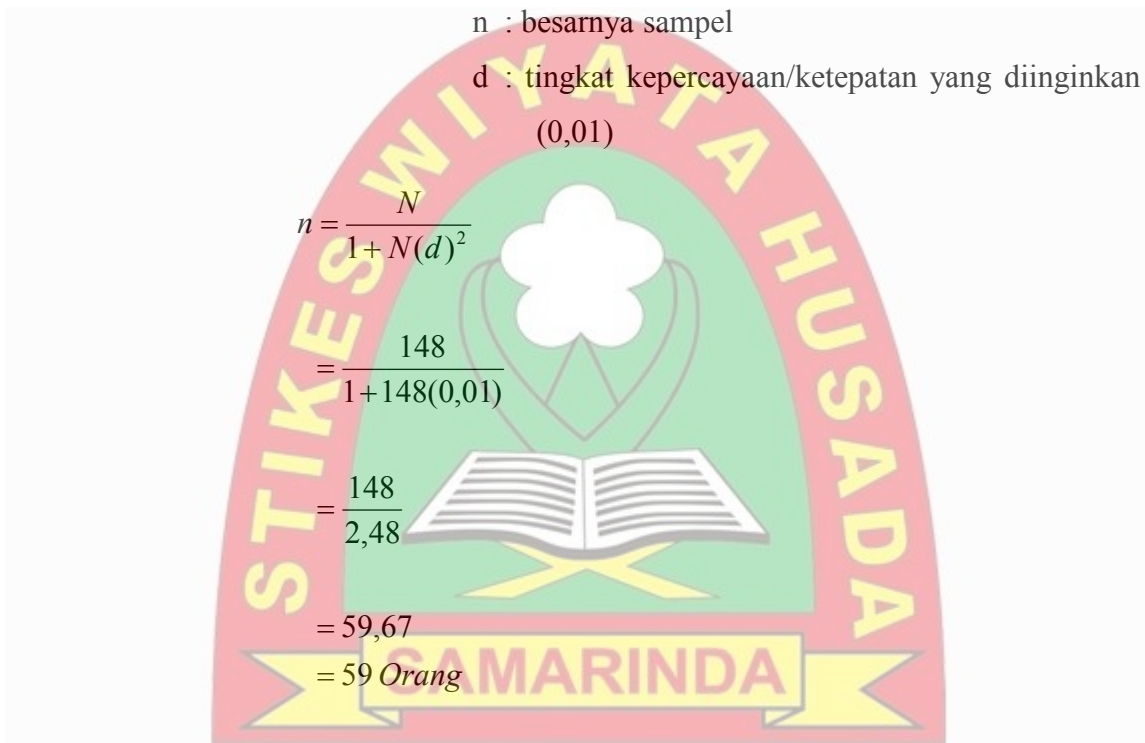 n : besarnya sampel
d : tingkat kepercayaan/ketepatan yang diinginkan
(0,01)
n = N / 1 + N(d)²
= 148 / 1+148(0,01)
= 148 / 2,48
= 59,67
= 59 Orang
STIKES WIYATA HUSADA
SAMARINDA